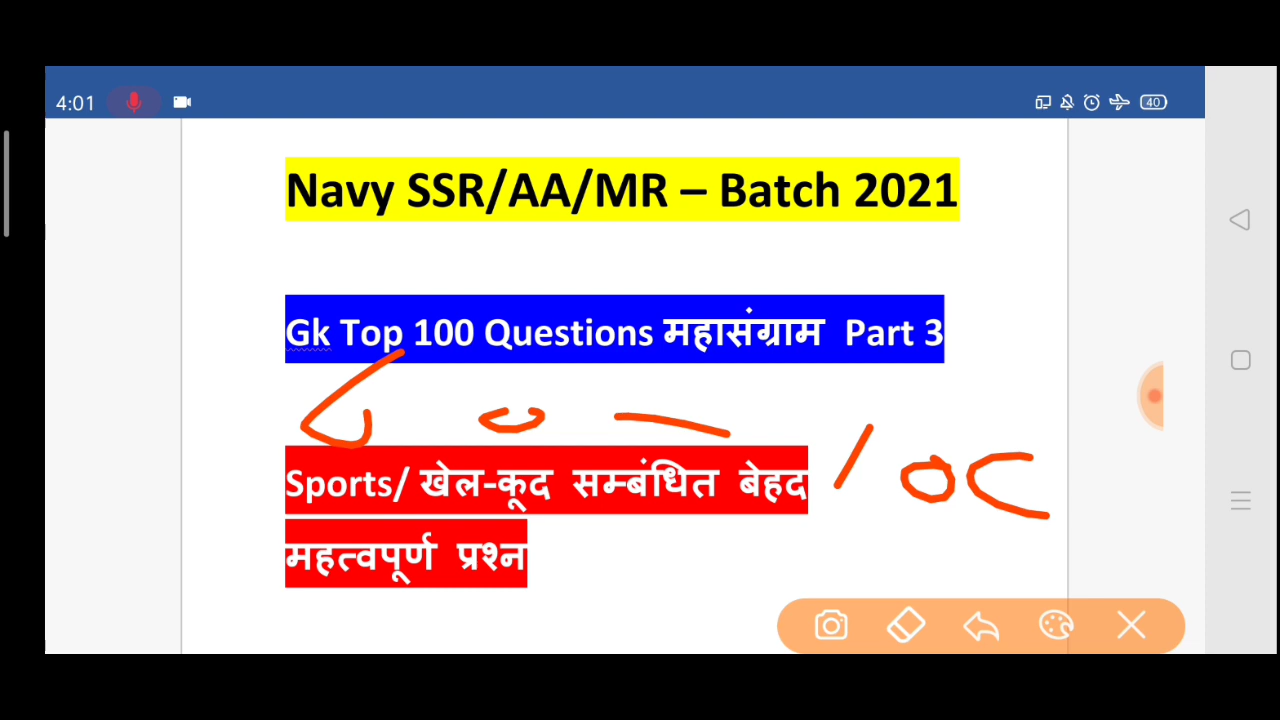 4:01
40
Navy SSR/AA/MR – Batch 2021
Gk Top 100 Questions महासंग्राम Part 3
Sports/ खेल-कूद सम्बंधित बेहद
महत्वपूर्ण प्रश्न